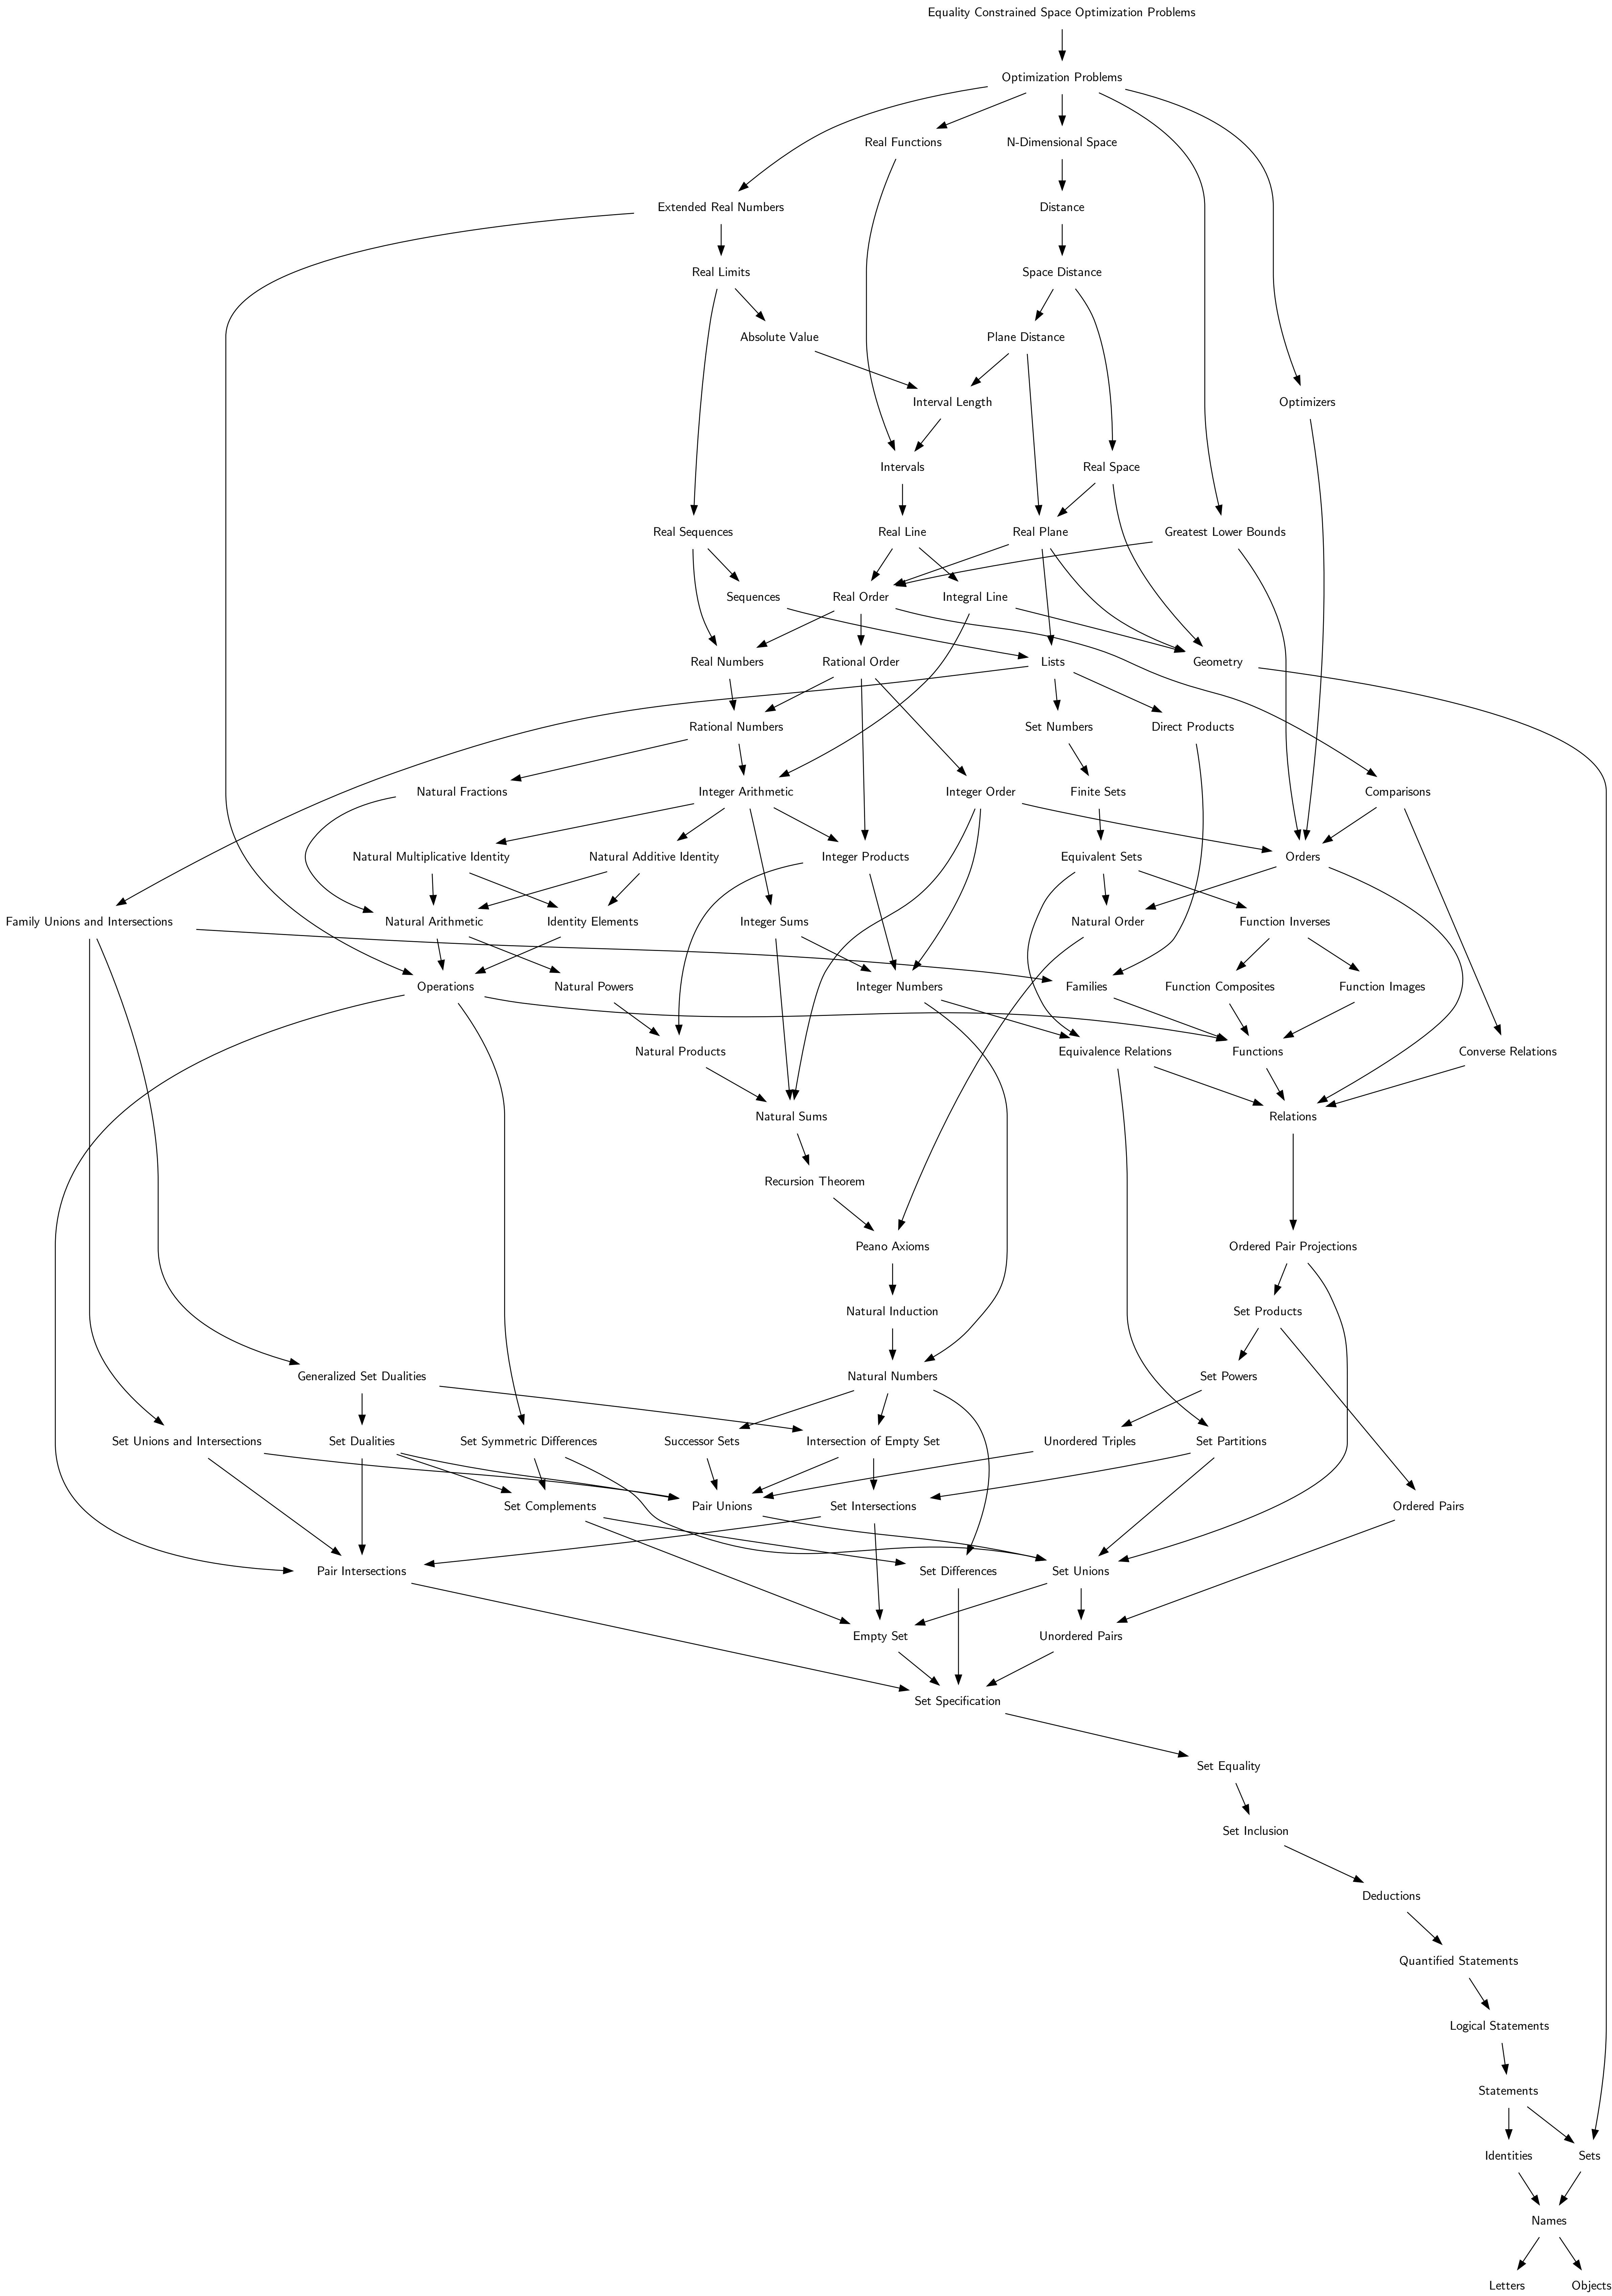 Equality Constrained Space Optimization Problems
Optimization Problems
Real Functions
N-Dimensional Space
Extended Real Numbers
Distance
Real Limits
Space Distance
Absolute Value
Plane Distance
Interval Length
Optimizers
Intervals
Real Space
Real Sequences
Real Line
Real Plane
Greatest Lower Bounds
Sequences
Real Order
Integral Line
Real Numbers
Rational Order
Lists
Geometry
Rational Numbers
Set Numbers
Direct Products
Natural Fractions
Integer Arithmetic
Integer Order
Finite Sets
Comparisons
Natural Multiplicative Identity
Natural Additive Identity
Integer Products
Equivalent Sets
Orders
Family Unions and Intersections
Natural Arithmetic
Identity Elements
Integer Sums
Natural Order
Function Inverses
Operations
Natural Powers
Integer Numbers
Families
Function Composites
Function Images
Natural Products
Equivalence Relations
Functions
Converse Relations
Natural Sums
Relations
Recursion Theorem
Peano Axioms
Ordered Pair Projections
Natural Induction
Set Products
Generalized Set Dualities
Natural Numbers
Set Powers
Set Unions and Intersections
Set Dualities
Set Symmetric Differences
Successor Sets
Intersection of Empty Set
Unordered Triples
Set Partitions
Set Complements
Pair Unions
Set Intersections
Ordered Pairs
Pair Intersections
Set Differences
Set Unions
Empty Set
Unordered Pairs
Set Specification
Set Equality
Set Inclusion
Deductions
Quantified Statements
Logical Statements
Statements
Identities
Sets
Names
Letters
Objects